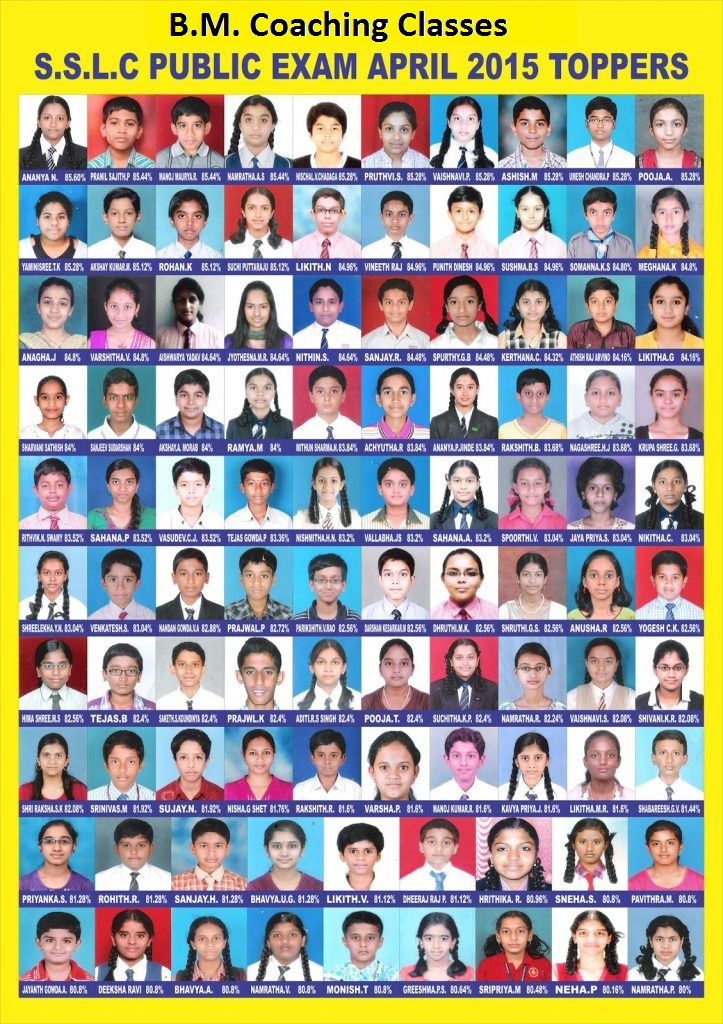 B.M. Coaching Classes
S.S.L.C PUBLIC EXAM APRIL 2015 TOPPERS
ANANYA N. 85.60% PRANIL SAJITH.P 85.44% MANOJ MAURYA.R. 85.44% NAMRATHA.A.S 85.44% NISCHAL.K.CHADAGA 85.28% PRUTHVI.S. 85.28% VAISHNAVI.P. 85.28% ASHISH.M 85.28% UMESH CHANDRA.P 85.28% POOJA.A. 85.28%
YAMINISREE.T.K 85.28% AKSHAY KUMAR.M. 85.12% ROHAN.K 85.12% SUCHI PUTTARAJU 85.12% LIKITH.N 84.96% VINEETH RAJ 84.96% PUNITH DINESH 84.96% SUSHMA.B.S 84.96% SOMANNA.K.S 84.80% MEGHANA.K 84.8%
ANAGHA.J 84.8% VARSHITHA.V. 84.8% AISHWARYA YADAV 84.64% JYOTHESNA.M.R. 84.64% NITHIN.S. 84.64% SANJAY.R. 84.48% SPURTHY.G.B 84.48% KERTHANA.C. 84.32% ATHISH RAJ ARVIND 84.16% LIKITHA.G 84.16%
SHARVANI SATHISH 84% SANJEEV SUDARSHAN 84% AKSHAY.A. MORAB 84% RAMYA.M 84% MITHUN SHARMA.N. 83.84% ACHYUTHA.R 83.84% ANANYA.P.JINDE 83.84% RAKSHITH.B. 83.68% NAGASHREE.H.J 83.68% KRUPA SHREE.G. 83.68%
RITHVIK.N. SWAMY 83.52% SAHANA.P 83.52% VASUDEV.C.J. 83.52% TEJAS GOWDA.P 83.36% NISHMITHA.H.N. 83.2% VALLABHA.JS 83.2% SAHANA.A. 83.2% SPOORTHI.V. 83.04% JAYA PRIYA.S. 83.04% NIKITHA.C. 83.04%
SHREELEKHA.Y.N. 83.04% VENKATESH.S. 83.04% NANDAN GOWDA.V.A 82.88% PRAJWAL.P 82.72% PARIKSHITH.V.RAO 82.56% DARSHAN KESARKAR.M 82.56% DHRUTHI.M.K. 82.56% SHRUTHI.G.S. 82.56% ANUSHA.R 82.56% YOGESH C.K. 82.56%
HIMA SHREE.M.S 82.56% TEJAS.B 82.4% SAKETH.S.KOUNDINYA 82.4% PRAJWL.K 82.4% ADITI.R.S SINGH 82.4% POOJA.T. 82.4% SUCHITHA.K.P. 82.4% NAMRATHA.R. 82.24% VAISHNAVI.S. 82.08% SHIVANI.K.R. 82.08%
SHRI RAKSHA.S.K 82.08% SRINIVAS.M 81.92% SUJAY.N. 81.92% NISHA.G SHET 81.76% RAKSHITH.R. 81.6% VARSHA.P. 81.6% MANOJ KUMAR.R. 81.6% KAVYA PRIYA.J. 81.6% LIKITHA.M.R. 81.6% SHABAREESH.G.V. 81.44%
PRIYANKA.S. 81.28% ROHITH.R. 81.28% SANJAY.H. 81.28% BHAVYA.U.G. 81.28% LIKITH.V. 81.12% DHEERAJ RAJ P. 81.12% HRITHIKA. R. 80.96% SNEHA.S. 80.8% PAVITHRA.M. 80.8%
JAYANTH GOWDA.A. 80.8% DEEKSHA RAVI 80.8% BHAVYA.A. 80.8% NAMRATHA.V. 80.8% MONISH.T 80.8% GREESHMA.P.S. 80.64% SRIPRIYA.M 80.48% NEHA.P 80.16% NAMRATHA.P. 80%